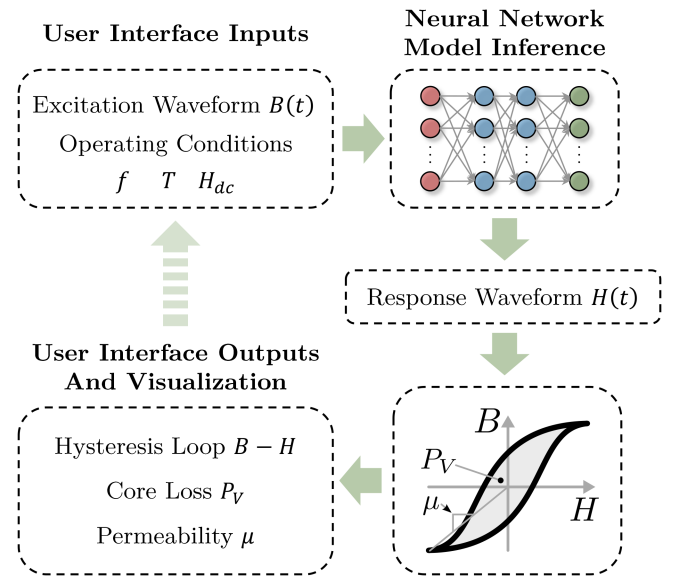 User Interface Inputs
Excitation Waveform B(t)
Operating Conditions
f T H_dc
Neural Network
Model Inference
Response Waveform H(t)
B
P_V
μ
H
User Interface Outputs
And Visualization
Hysteresis Loop B − H
Core Loss P_V
Permeability μ